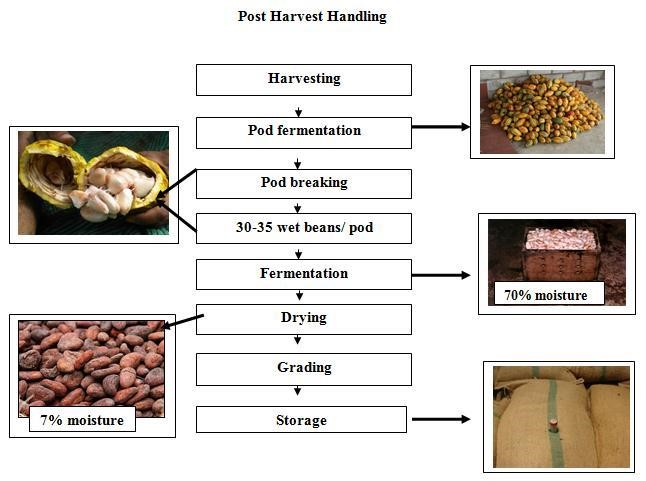 Post Harvest Handling
Harvesting
Pod fermentation
Pod breaking
30-35 wet beans/ pod
Fermentation
70% moisture
Drying
Grading
7% moisture
Storage